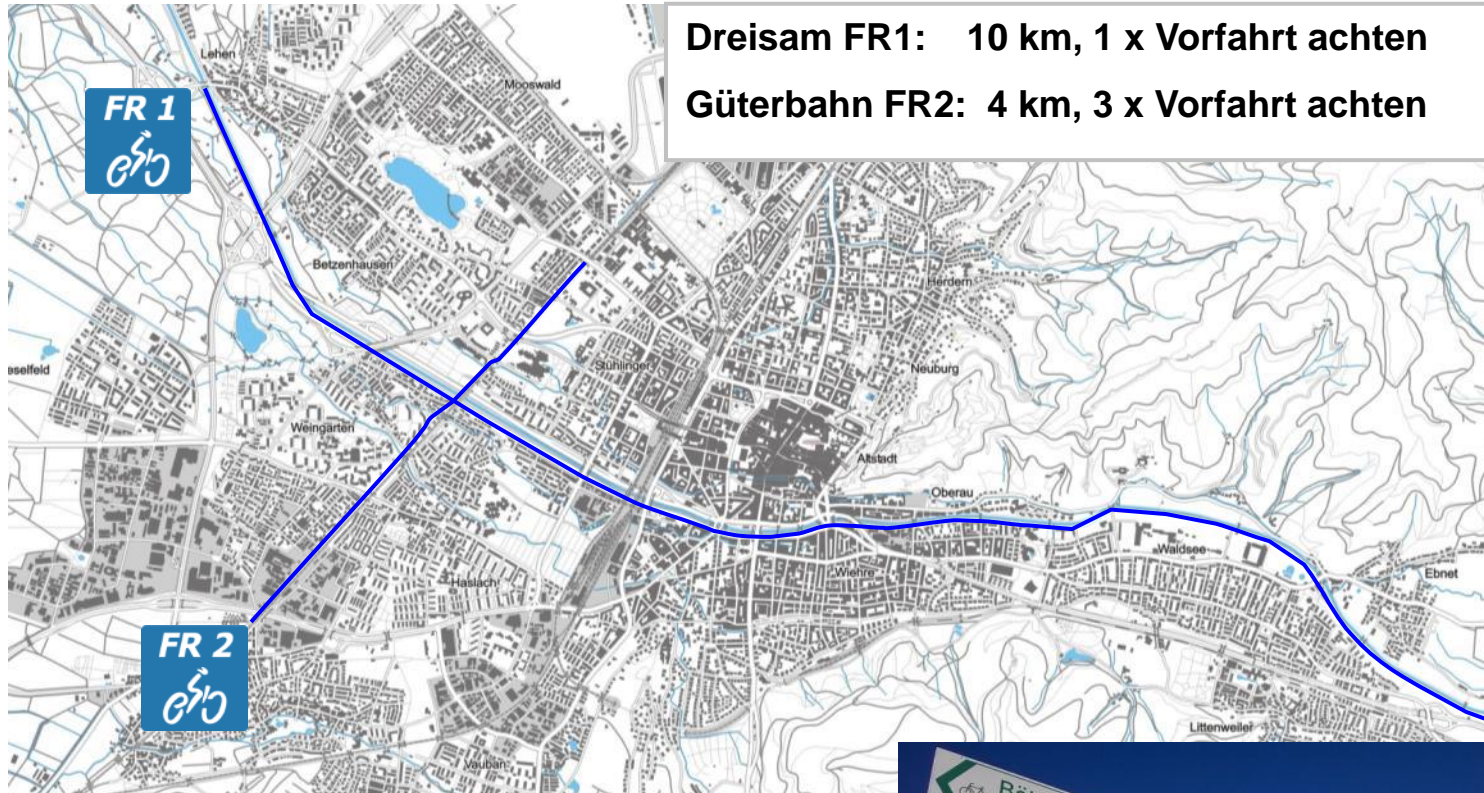 Dreisam FR1: 10 km, 1 x Vorfahrt achten
Güterbahn FR2: 4 km, 3 x Vorfahrt achten
Lehen
Mooswald
FR 1
Betzenhausen
Herdern
eselfeld
Stühlinger
Neuburg
Weingarten
Altstadt
Oberau
Waldsee
Wiehre
Ebnet
Haslach
FR 2
Littenweiler
Vauban